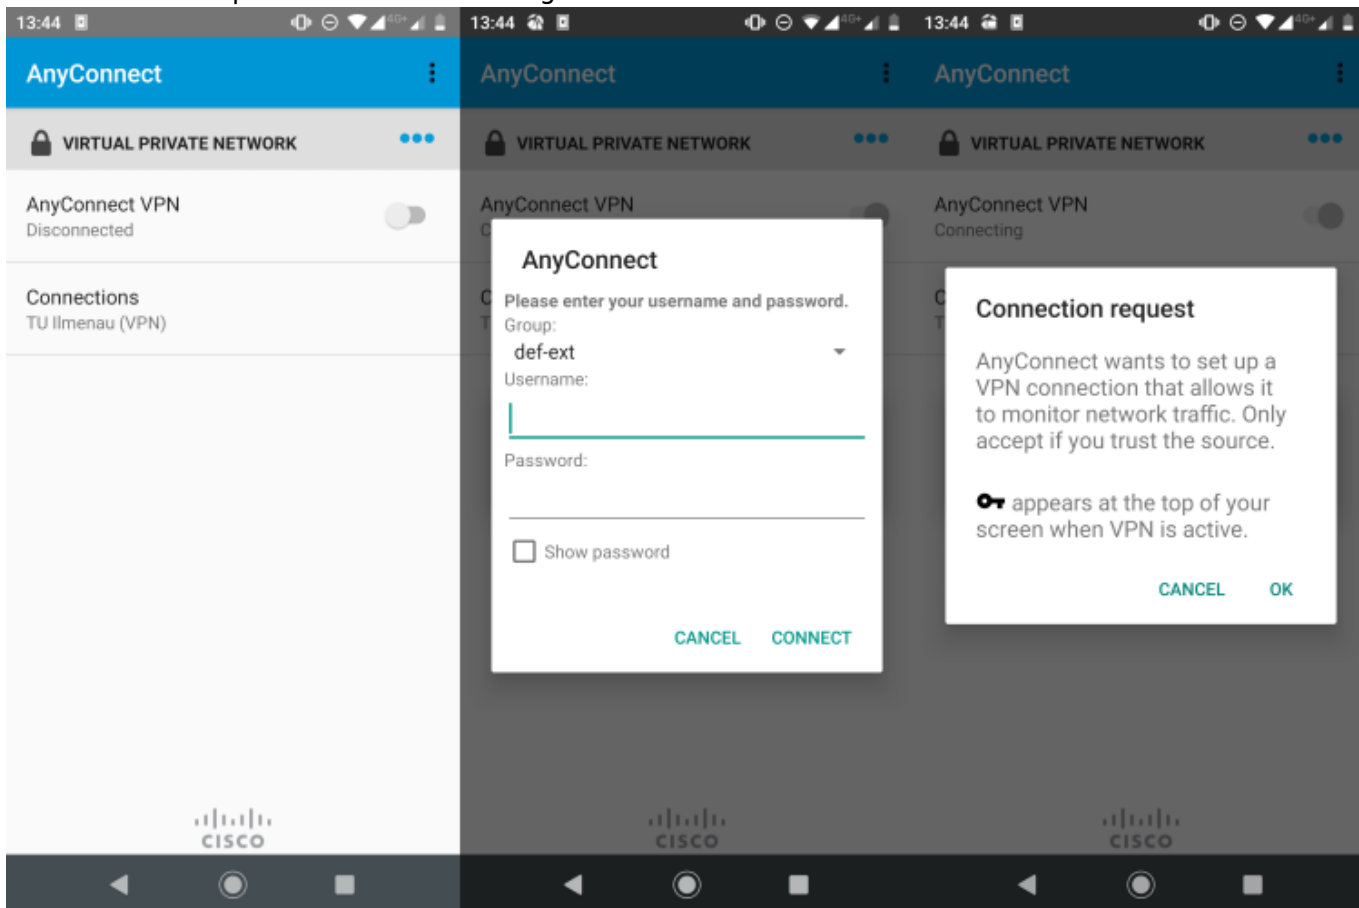 13:44
4G+
AnyConnect
VIRTUAL PRIVATE NETWORK
AnyConnect VPN
Disconnected
Connections
TU Ilmenau (VPN)
CISCO
13:44
4G+
AnyConnect
VIRTUAL PRIVATE NETWORK
AnyConnect VPN
C
C
T
AnyConnect
Please enter your username and password.
Group:
def-ext
Username:
Password:
Show password
CANCEL CONNECT
CISCO
13:44
4G+
AnyConnect
VIRTUAL PRIVATE NETWORK
AnyConnect VPN
Connecting
C
T
Connection request
AnyConnect wants to set up a
VPN connection that allows it
to monitor network traffic. Only
accept if you trust the source.
appears at the top of your
screen when VPN is active.
CANCEL OK
CISCO